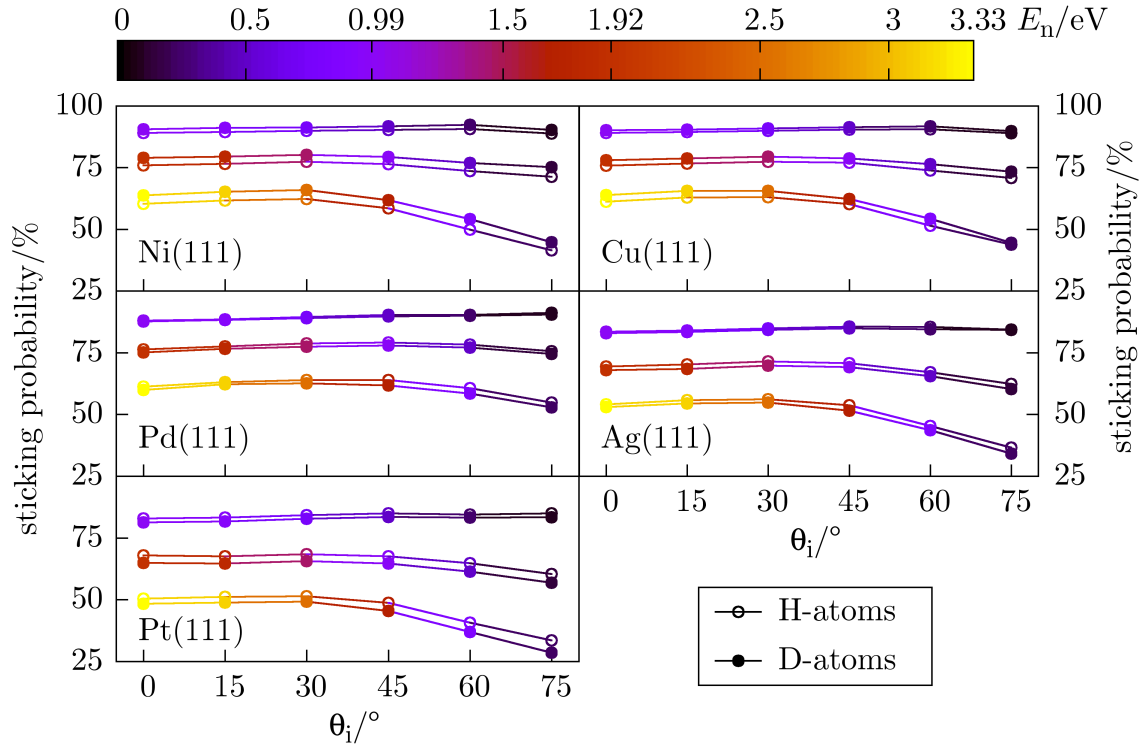 0 0.5 0.99 1.5 1.92 2.5 3 3.33 Eₙ/eV
100 100
75 75
50 50
Ni(111) Cu(111)
25 25
75 75
50 50
Pd(111) Ag(111)
25 25
0 15 30 45 60 75
75
θᵢ/°
50
Pt(111)
25
0 15 30 45 60 75
θᵢ/°
sticking probability/%
sticking probability/%
H-atoms
D-atoms